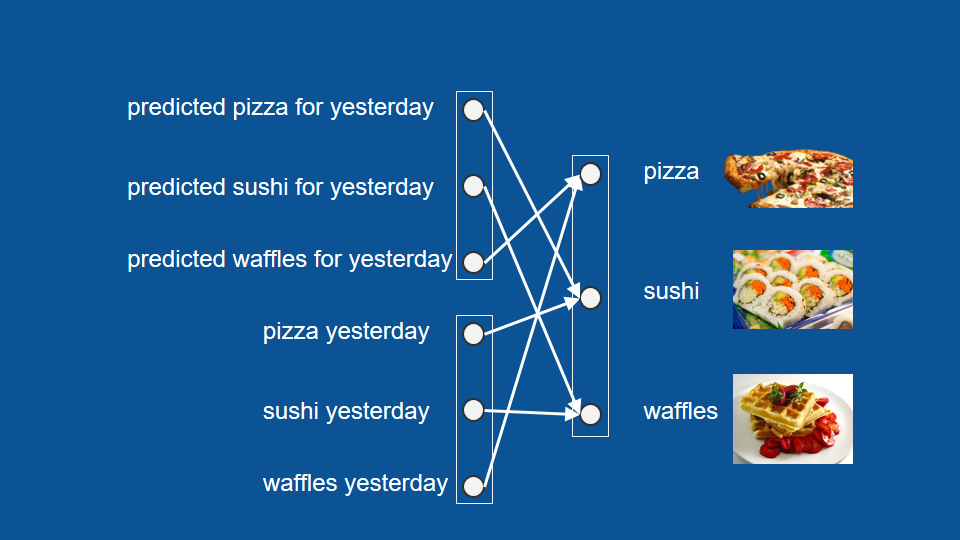 predicted pizza for yesterday
predicted sushi for yesterday
predicted waffles for yesterday
pizza yesterday
sushi yesterday
waffles yesterday
pizza
sushi
waffles